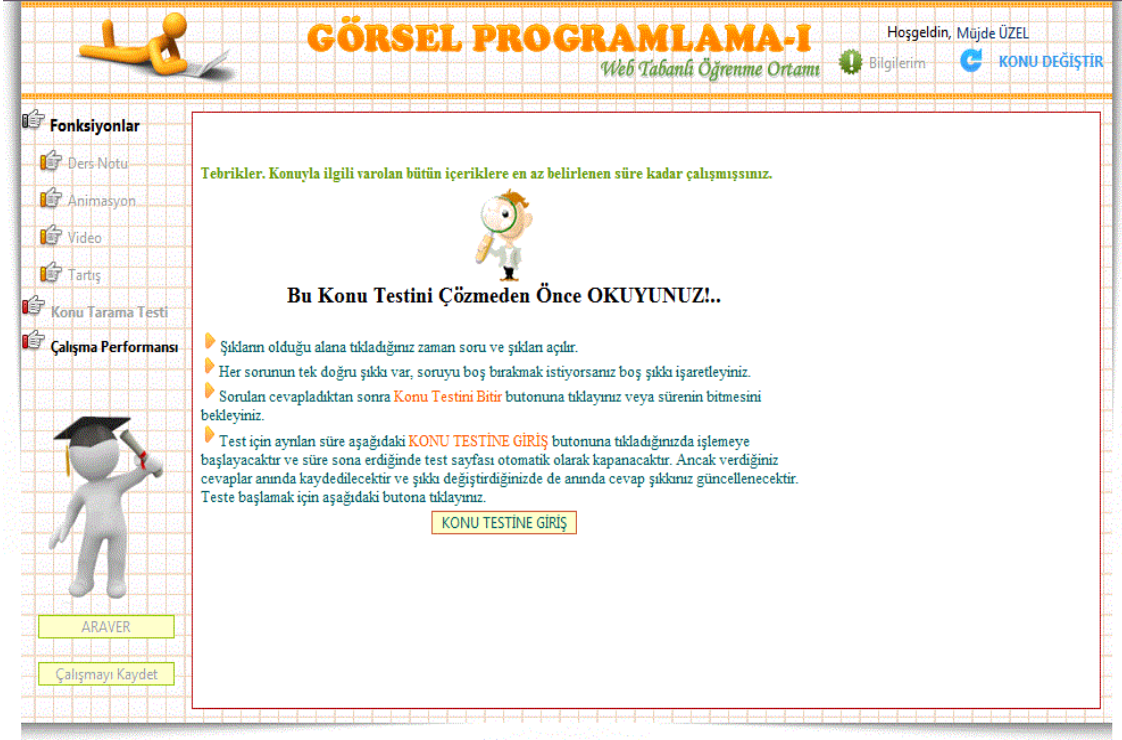 GÖRSEL PROGRAMLAMA-I
Web Tabanlı Öğrenme Ortamı
Hoşgeldin, Müjde ÜZEL
Bilgilerim
KONU DEĞİŞTİR
Fonksiyonlar
Ders Notu
Animasyon
Video
Tartış
Konu Tarama Testi
Çalışma Performansı
ARAVER
Çalışmayı Kaydet
Tebrikler. Konuyla ilgili varolan bütün içeriklere en az belirlenen süre kadar çalışmışsınız.
Bu Konu Testini Çözmeden Önce OKUYUNUZ!..
Şıkların olduğu alana tıkladığınız zaman soru ve şıkları açılır.
Her sorunun tek doğru şıkkı var, soruyu boş bırakmak istiyorsanız boş şıkkı işaretleyiniz.
Soruları cevapladıktan sonra Konu Testini Bitir butonuna tıklayınız veya sürenin bitmesini
bekleyiniz.
Test için ayrılan süre aşağıdaki KONU TESTİNE GİRİŞ butonuna tıkladığınızda işlemeye
başlayacaktır ve süre sona erdiğinde test sayfası otomatik olarak kapanacaktır. Ancak verdiğiniz
cevaplar anında kaydedilecektir ve şıkkı değiştirdiğinizde de anında cevap şıkkınız güncellenecektir.
Teste başlamak için aşağıdaki butona tıklayınız.
KONU TESTİNE GİRİŞ